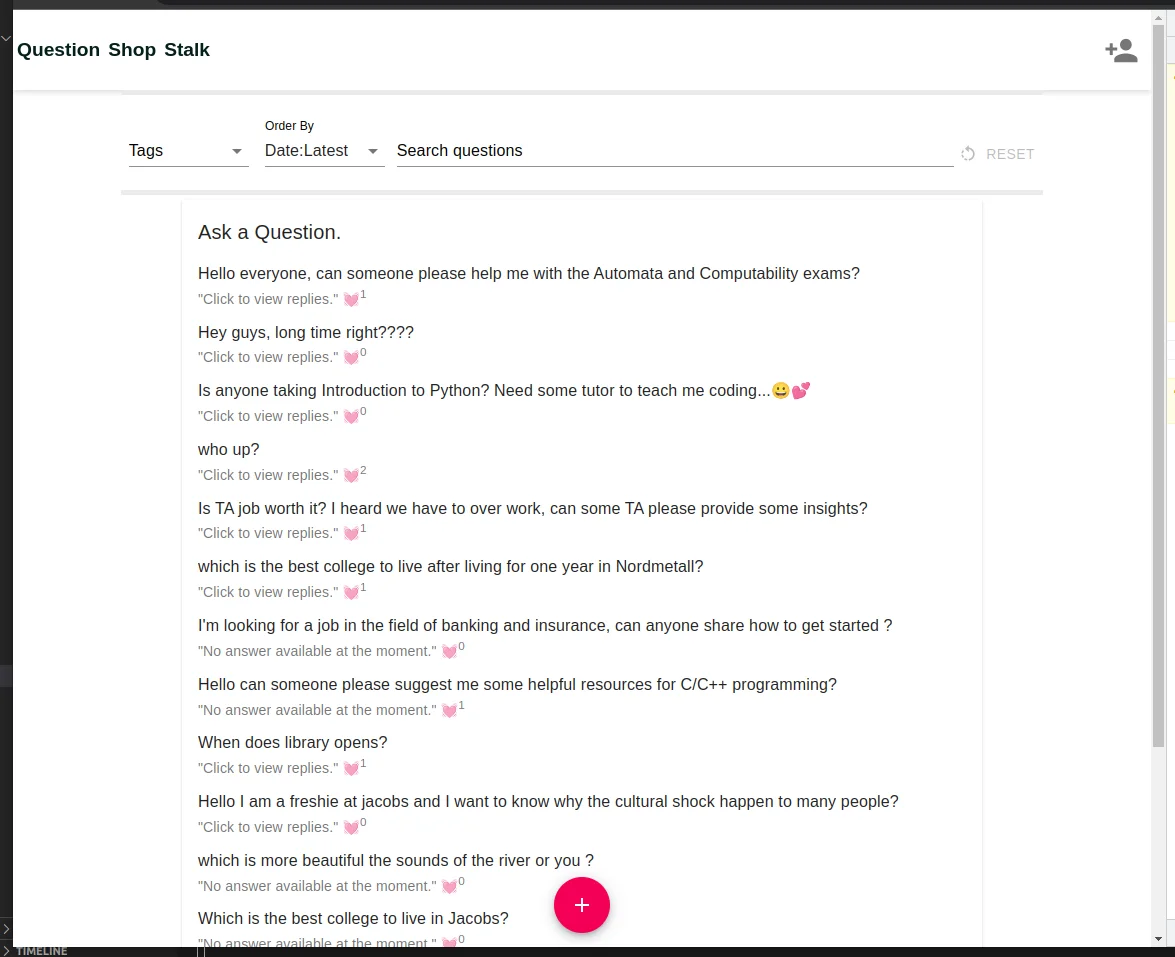 Question Shop Stalk
Order By
Tags Date:Latest Search questions RESET
Ask a Question.
Hello everyone, can someone please help me with the Automata and Computability exams?
"Click to view replies." 💓1
Hey guys, long time right????
"Click to view replies." 💓0
Is anyone taking Introduction to Python? Need some tutor to teach me coding...😀💕
"Click to view replies." 💓0
who up?
"Click to view replies." 💓2
Is TA job worth it? I heard we have to over work, can some TA please provide some insights?
"Click to view replies." 💓1
which is the best college to live after living for one year in Nordmetall?
"Click to view replies." 💓1
I'm looking for a job in the field of banking and insurance, can anyone share how to get started ?
"No answer available at the moment." 💓0
Hello can someone please suggest me some helpful resources for C/C++ programming?
"No answer available at the moment." 💓1
When does library opens?
"Click to view replies." 💓1
Hello I am a freshie at jacobs and I want to know why the cultural shock happen to many people?
"Click to view replies." 💓0
which is more beautiful the sounds of the river or you ?
"No answer available at the moment." 💓0
Which is the best college to live in Jacobs?
"No answer available at the moment." 💓0
TIMELINE